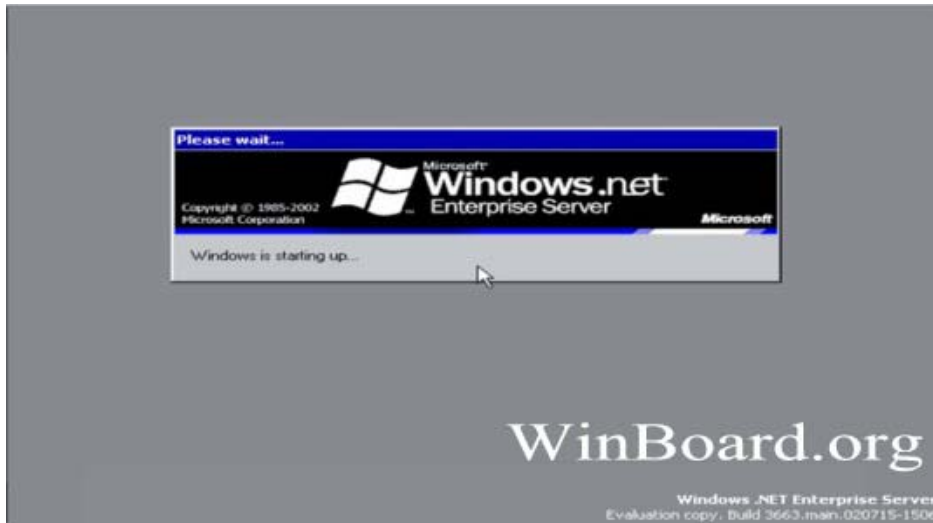 Please wait...
Microsoft
Windows.net
Enterprise Server
Copyright © 1985-2002
Microsoft Corporation
Microsoft
Windows is starting up...
WinBoard.org
Windows .NET Enterprise Server
Evaluation copy. Build 3663.main.020715-1506